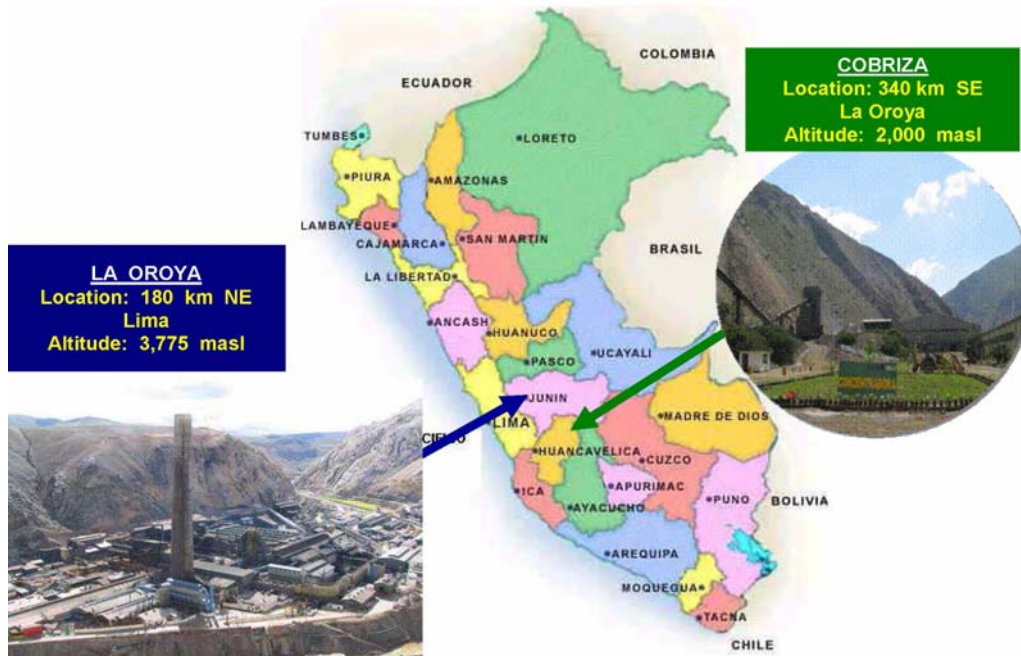 COLOMBIA
ECUADOR
COBRIZA
Location: 340 km SE
La Oroya
Altitude: 2,000 masl
TUMBES
LORETO
PIURA
AMAZONAS
LAMBAYEQUE
CAJAMARCA
SAN MARTIN
BRASIL
LA OROYA
Location: 180 km NE
Lima
Altitude: 3,775 masl
LA LIBERTAD
ANCASH
HUANUCO
PASCO
UCAYALI
CONCENTRADORA
JUNIN
LIMA
MADRE DE DIOS
HUANCAVELICA
CUZCO
ICA
APURIMAC
PUNO
BOLIVIA
AYACUCHO
AREQUIPA
MOQUEGUA
TACNA
CHILE